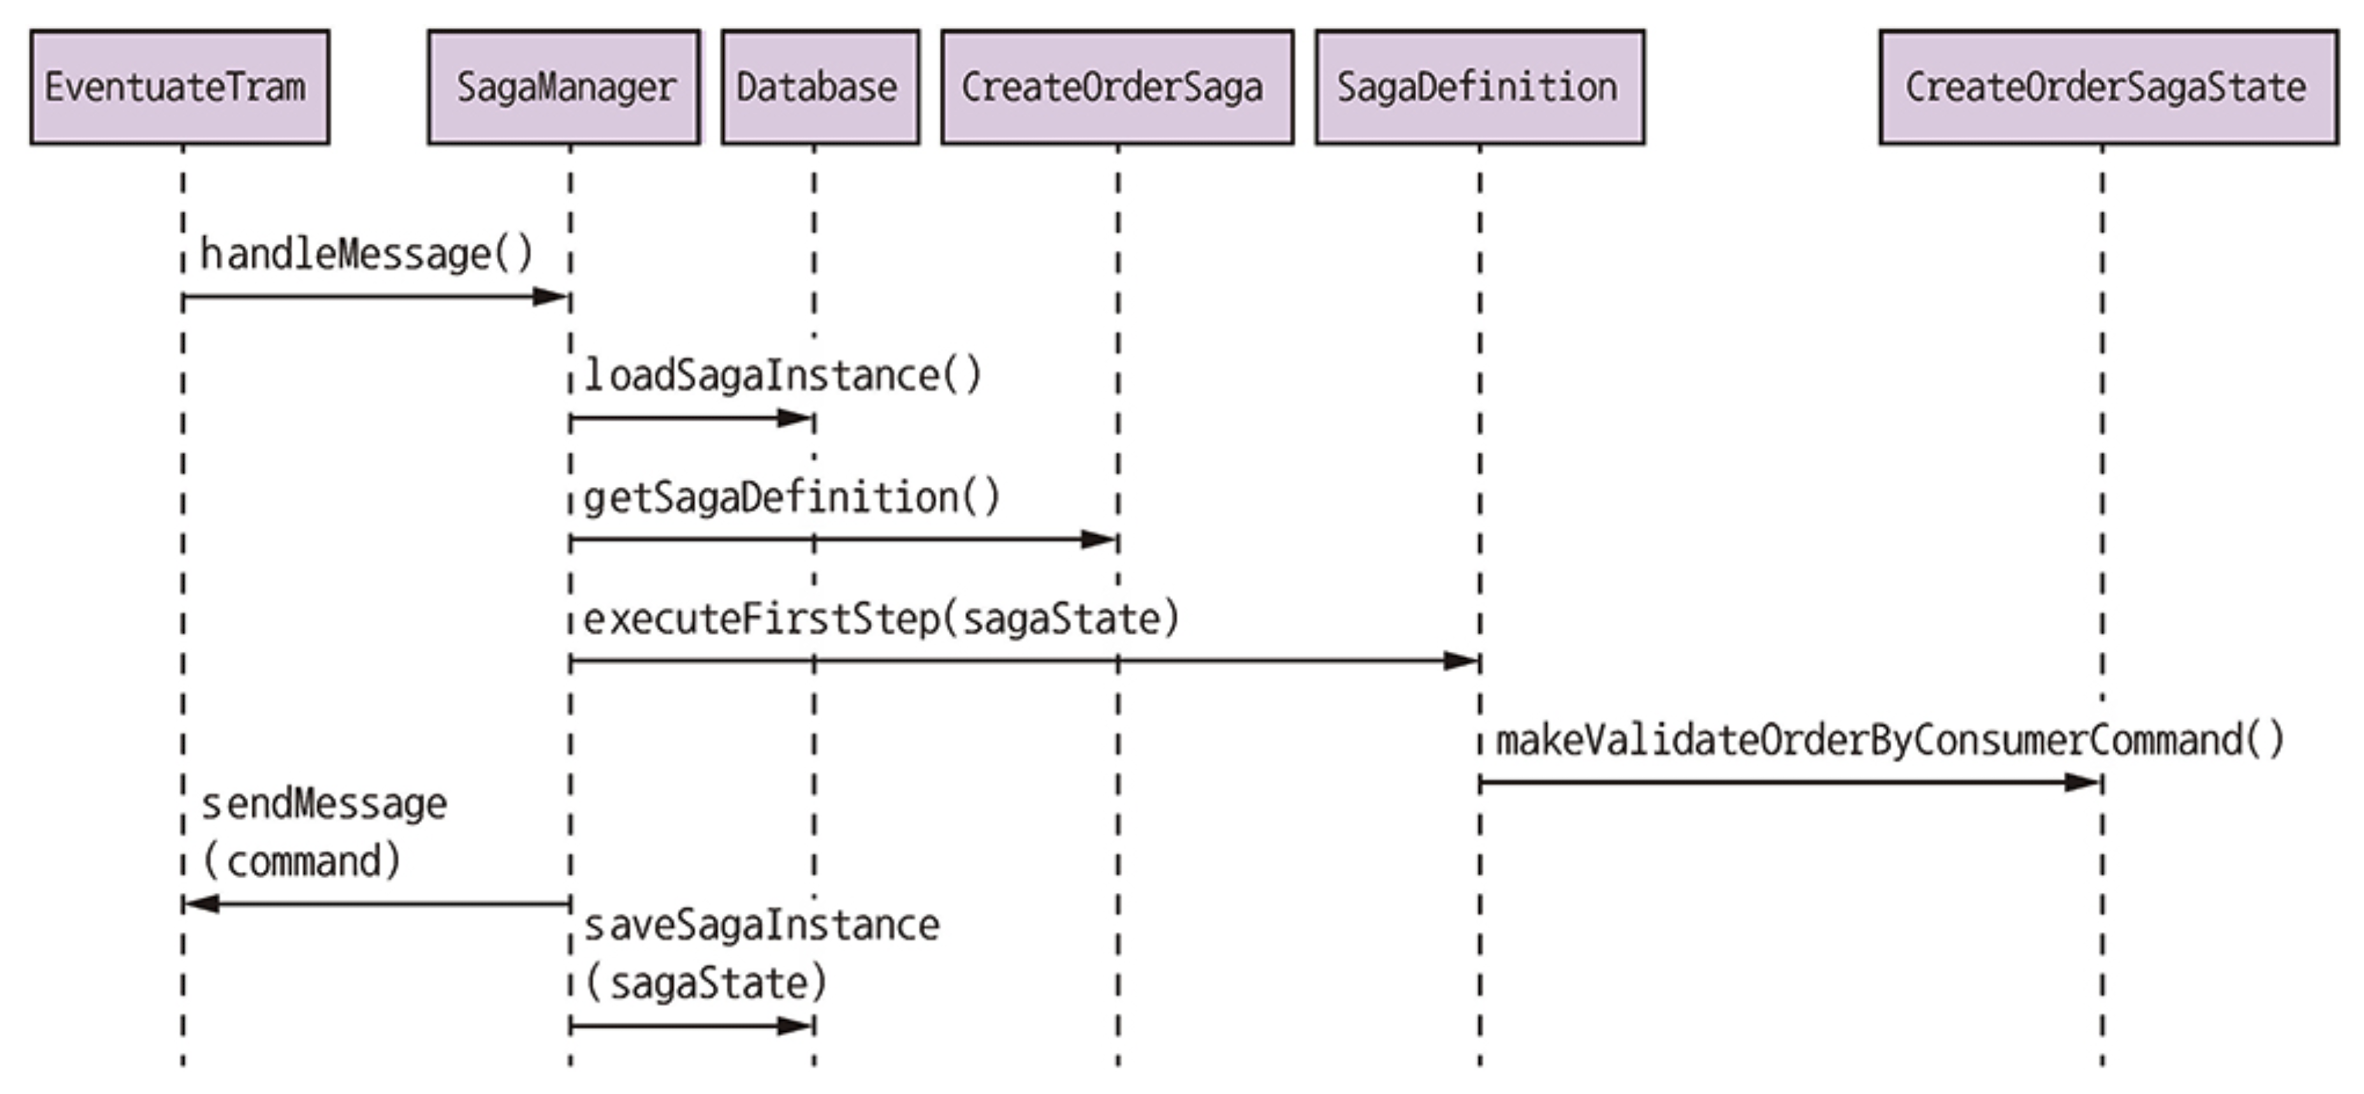 EventuateTram
SagaManager
Database
CreateOrderSaga
SagaDefinition
CreateOrderSagaState
handleMessage()
loadSagaInstance()
getSagaDefinition()
executeFirstStep(sagaState)
makeValidateOrderByConsumerCommand()
sendMessage
(command)
saveSagaInstance
(sagaState)